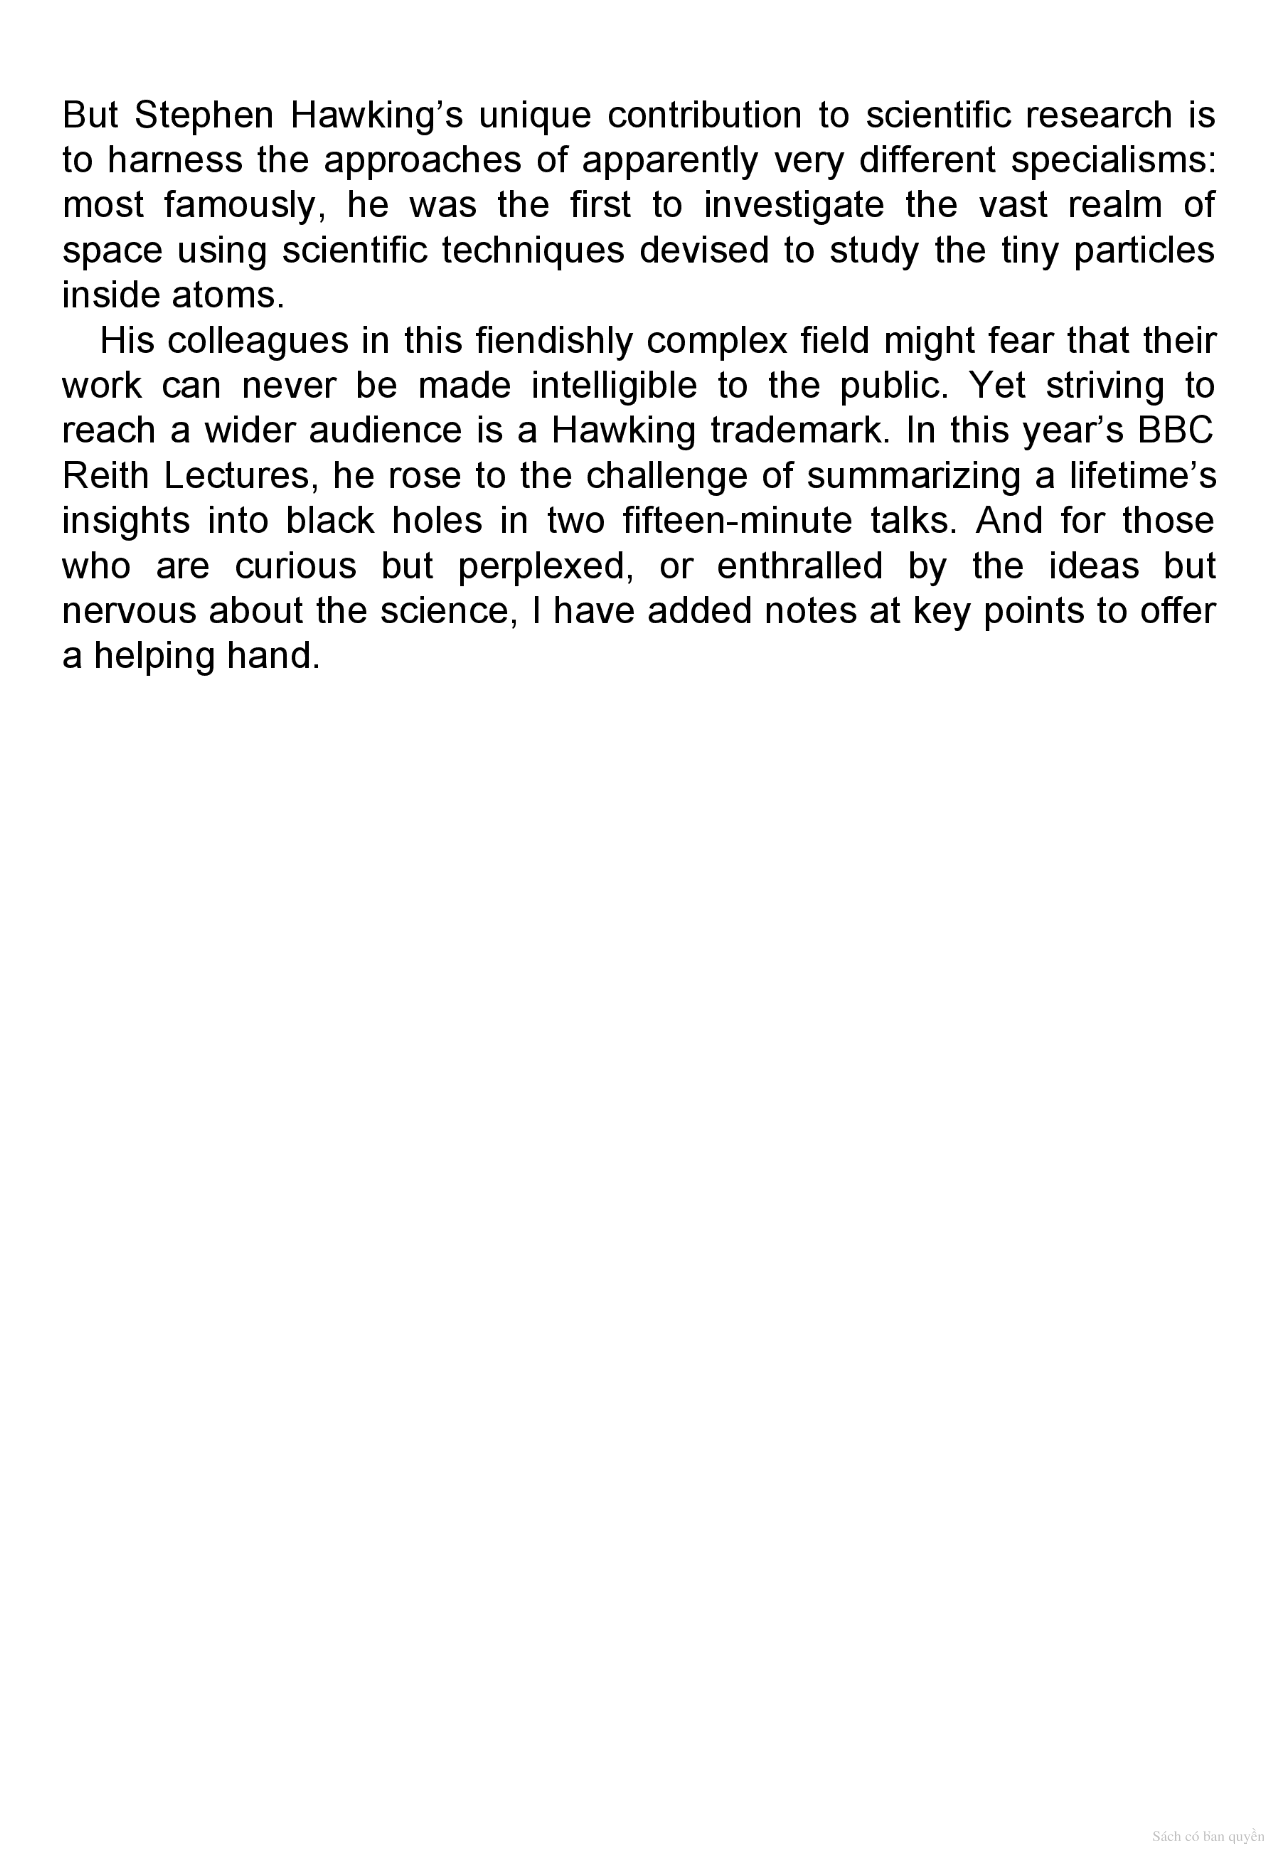 But Stephen Hawking’s unique contribution to scientific research is
to harness the approaches of apparently very different specialisms:
most famously, he was the first to investigate the vast realm of
space using scientific techniques devised to study the tiny particles
inside atoms.
His colleagues in this fiendishly complex field might fear that their
work can never be made intelligible to the public. Yet striving to
reach a wider audience is a Hawking trademark. In this year’s BBC
Reith Lectures, he rose to the challenge of summarizing a lifetime’s
insights into black holes in two fifteen-minute talks. And for those
who are curious but perplexed, or enthralled by the ideas but
nervous about the science, I have added notes at key points to offer
a helping hand.
Sách có bản quyền